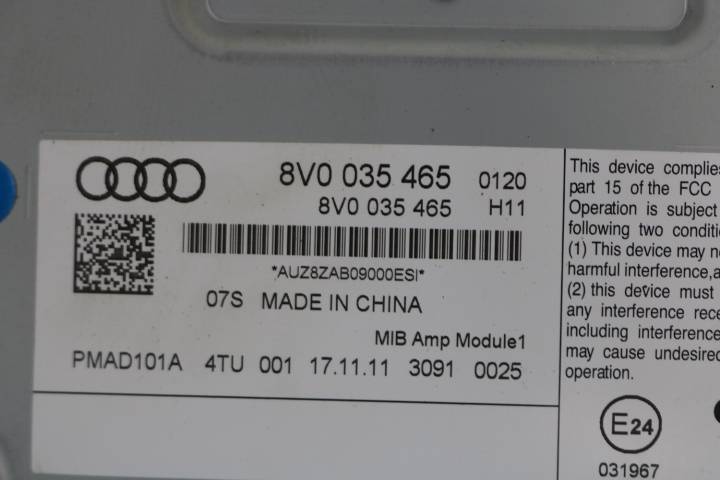 8V0 035 465 0120
8V0 035 465 H11
*AUZ8ZAB09000ESI*
07S MADE IN CHINA
MIB Amp Module1
PMAD101A 4TU 001 17.11.11 3091 0025
This device complies
part 15 of the FCC
Operation is subject
following two conditi
(1) This device may n
harmful interference, a
(2) this device must
any interference rece
including interference
may cause undesired
operation.
E24
031967